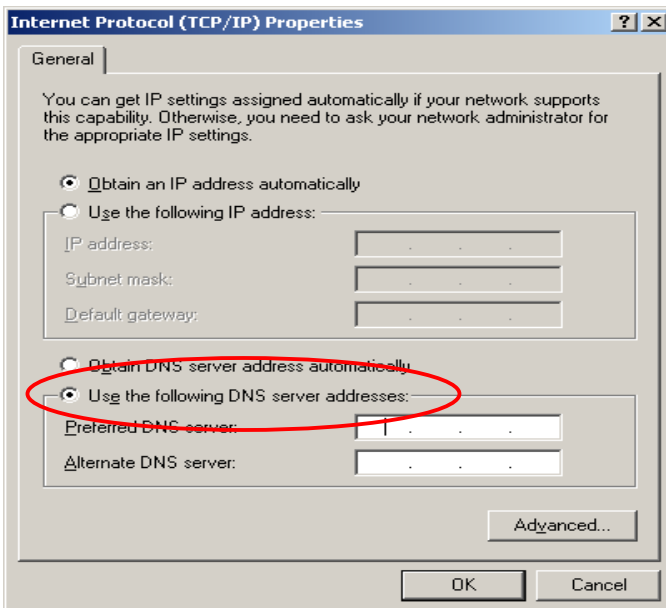 Internet Protocol (TCP/IP) Properties
General
You can get IP settings assigned automatically if your network supports
this capability. Otherwise, you need to ask your network administrator for
the appropriate IP settings.
Obtain an IP address automatically
Use the following IP address:
IP address:
Subnet mask:
Default gateway:
Obtain DNS server address automatically
Use the following DNS server addresses:
Preferred DNS server:
Alternate DNS server:
Advanced...
OK Cancel